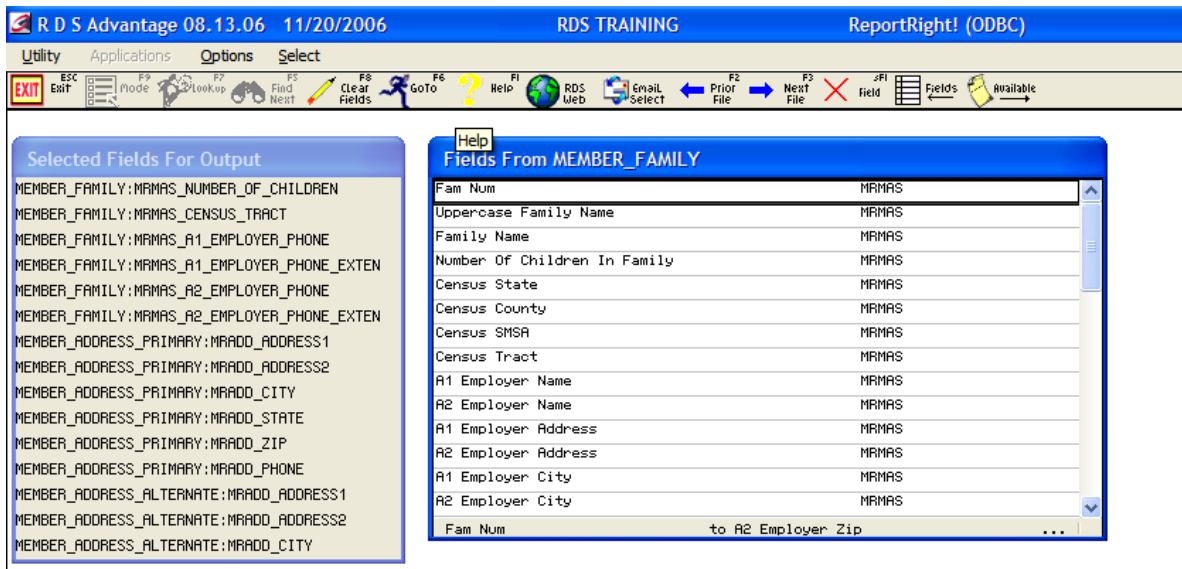 R D S Advantage 08.13.06 11/20/2006 RDS TRAINING ReportRight! (ODBC)
Utility Applications Options Select
EXIT ESC Exit F9 Mode F7 Lookup F5 Find Next F8 Clear Fields F6 GoTo F1 Help RDS Web Email Select F2 Prior File F3 Next File sF1 Field Fields Available
Help
Selected Fields For Output
MEMBER_FAMILY:MRMAS_NUMBER_OF_CHILDREN
MEMBER_FAMILY:MRMAS_CENSUS_TRACT
MEMBER_FAMILY:MRMAS_A1_EMPLOYER_PHONE
MEMBER_FAMILY:MRMAS_A1_EMPLOYER_PHONE_EXTEN
MEMBER_FAMILY:MRMAS_A2_EMPLOYER_PHONE
MEMBER_FAMILY:MRMAS_A2_EMPLOYER_PHONE_EXTEN
MEMBER_ADDRESS_PRIMARY:MRADD_ADDRESS1
MEMBER_ADDRESS_PRIMARY:MRADD_ADDRESS2
MEMBER_ADDRESS_PRIMARY:MRADD_CITY
MEMBER_ADDRESS_PRIMARY:MRADD_STATE
MEMBER_ADDRESS_PRIMARY:MRADD_ZIP
MEMBER_ADDRESS_PRIMARY:MRADD_PHONE
MEMBER_ADDRESS_ALTERNATE:MRADD_ADDRESS1
MEMBER_ADDRESS_ALTERNATE:MRADD_ADDRESS2
MEMBER_ADDRESS_ALTERNATE:MRADD_CITY
Fields From MEMBER_FAMILY
Fam Num MRMAS
Uppercase Family Name MRMAS
Family Name MRMAS
Number Of Children In Family MRMAS
Census State MRMAS
Census County MRMAS
Census SMSA MRMAS
Census Tract MRMAS
A1 Employer Name MRMAS
A2 Employer Name MRMAS
A1 Employer Address MRMAS
A2 Employer Address MRMAS
A1 Employer City MRMAS
A2 Employer City MRMAS
Fam Num to A2 Employer Zip ...